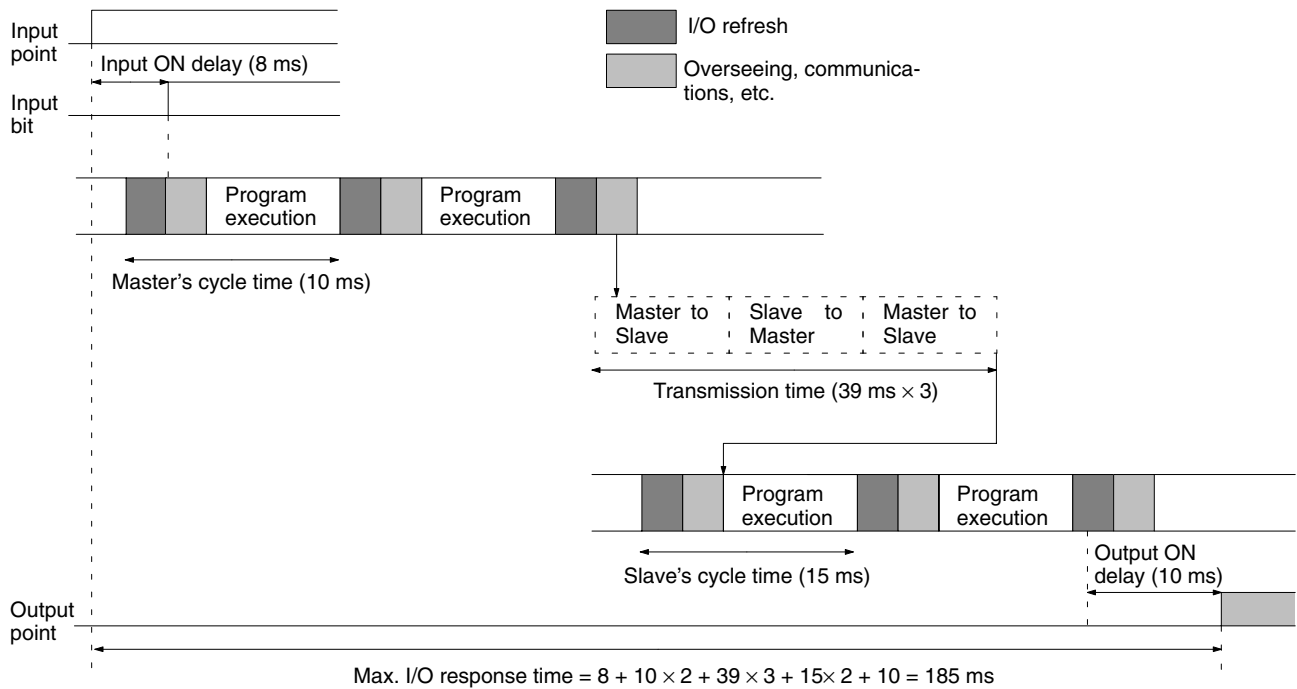 Input
point
I/O refresh
Input ON delay (8 ms)
Overseeing, communica-
tions, etc.
Input
bit
Program
execution
Program
execution
Master's cycle time (10 ms)
Master to
Slave
Slave to
Master
Master to
Slave
Transmission time (39 ms × 3)
Program
execution
Program
execution
Slave's cycle time (15 ms)
Output ON
delay (10 ms)
Output
point
Max. I/O response time = 8 + 10 × 2 + 39 × 3 + 15× 2 + 10 = 185 ms